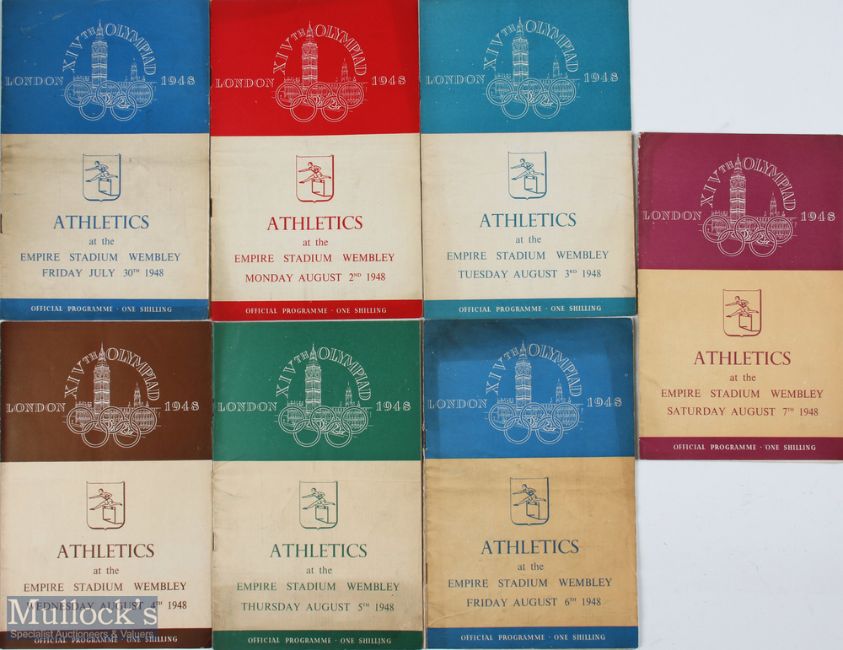 XIVTH OLYMPIAD
LONDON 1948
ATHLETICS
at the
EMPIRE STADIUM WEMBLEY
FRIDAY JULY 30TH 1948
OFFICIAL PROGRAMME · ONE SHILLING
XIVTH OLYMPIAD
LONDON 1948
ATHLETICS
at the
EMPIRE STADIUM WEMBLEY
MONDAY AUGUST 2ND 1948
OFFICIAL PROGRAMME · ONE SHILLING
XIVTH OLYMPIAD
LONDON 1948
ATHLETICS
at the
EMPIRE STADIUM WEMBLEY
TUESDAY AUGUST 3RD 1948
OFFICIAL PROGRAMME · ONE SHILLING
XIVTH OLYMPIAD
LONDON 1948
ATHLETICS
at the
EMPIRE STADIUM WEMBLEY
SATURDAY AUGUST 7TH 1948
OFFICIAL PROGRAMME · ONE SHILLING
XIVTH OLYMPIAD
LONDON 1948
ATHLETICS
at the
EMPIRE STADIUM WEMBLEY
WEDNESDAY AUGUST 4TH 1948
OFFICIAL PROGRAMME · ONE SHILLING
Mullock's
Specialist Auctioneers & Valuers
XIVTH OLYMPIAD
LONDON 1948
ATHLETICS
at the
EMPIRE STADIUM WEMBLEY
THURSDAY AUGUST 5TH 1948
OFFICIAL PROGRAMME · ONE SHILLING
XIVTH OLYMPIAD
LONDON 1948
ATHLETICS
at the
EMPIRE STADIUM WEMBLEY
FRIDAY AUGUST 6TH 1948
OFFICIAL PROGRAMME · ONE SHILLING